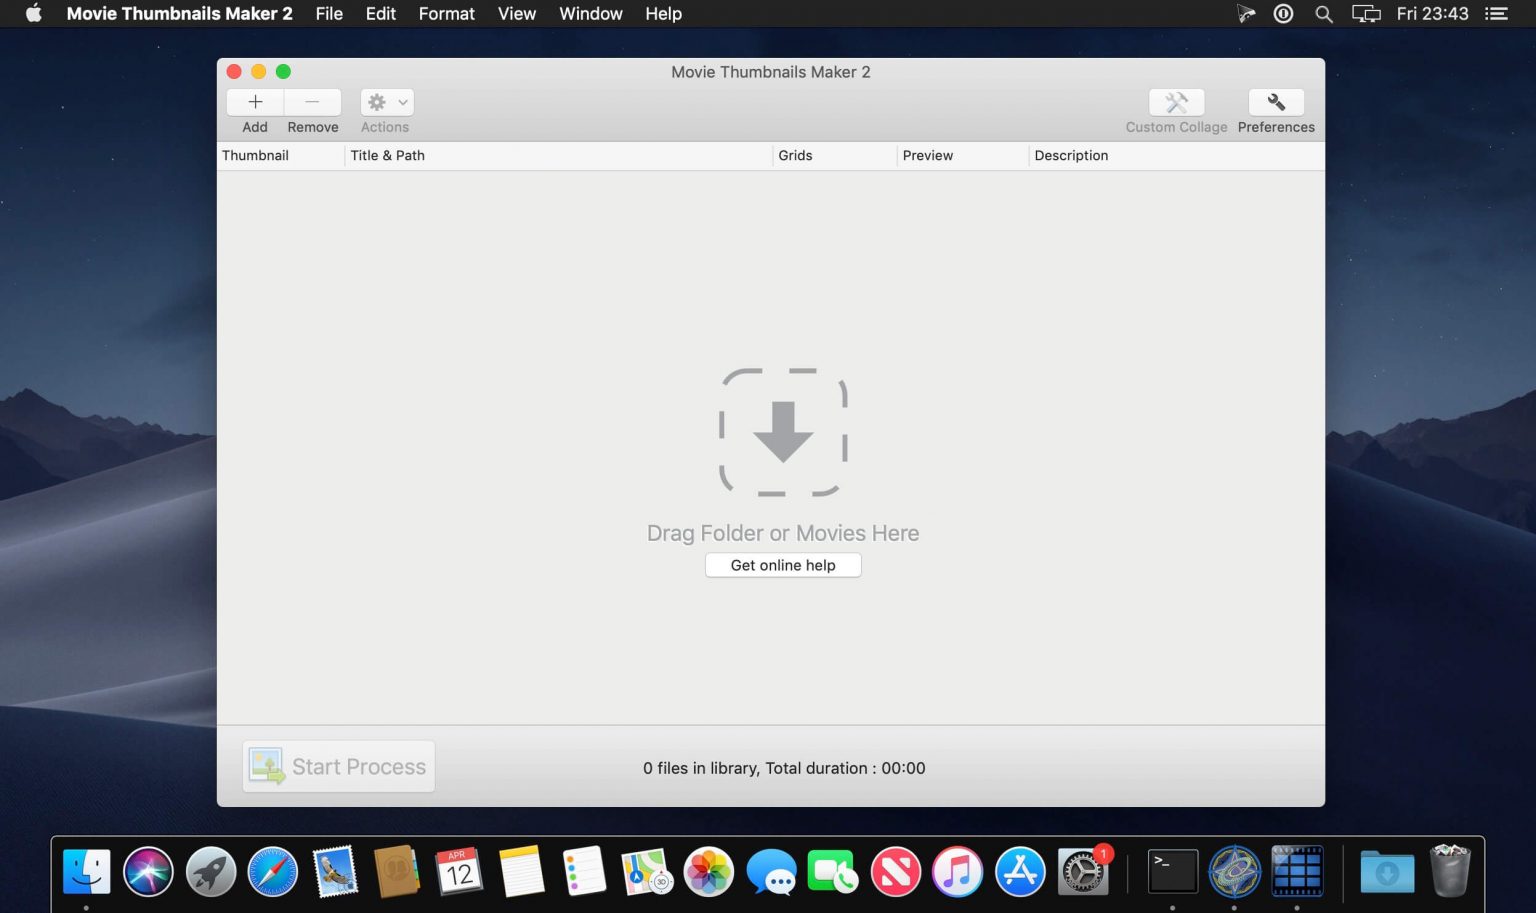 Movie Thumbnails Maker 2 File Edit Format View Window Help Fri 23:43
Movie Thumbnails Maker 2
Add Remove Actions Custom Collage Preferences
Thumbnail Title & Path Grids Preview Description
Drag Folder or Movies Here
Get online help
Start Process
0 files in library, Total duration : 00:00
APR
12
3D
1
>_